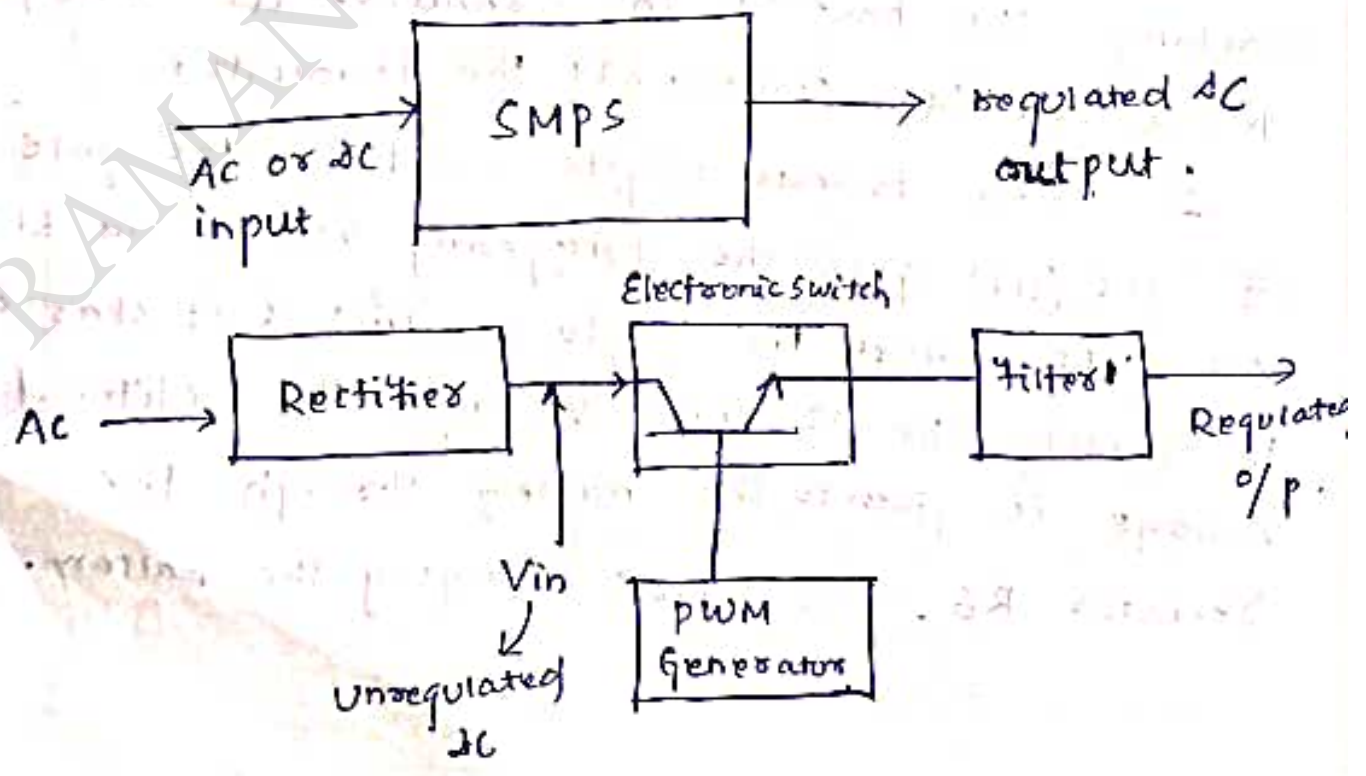 RAMAN
SMPS
AC or DC
input
regulated DC
output.
Electronic switch
AC
Rectifier
Filter
Regulated
o/p.
Vin
Unregulated
DC
PWM
Generator